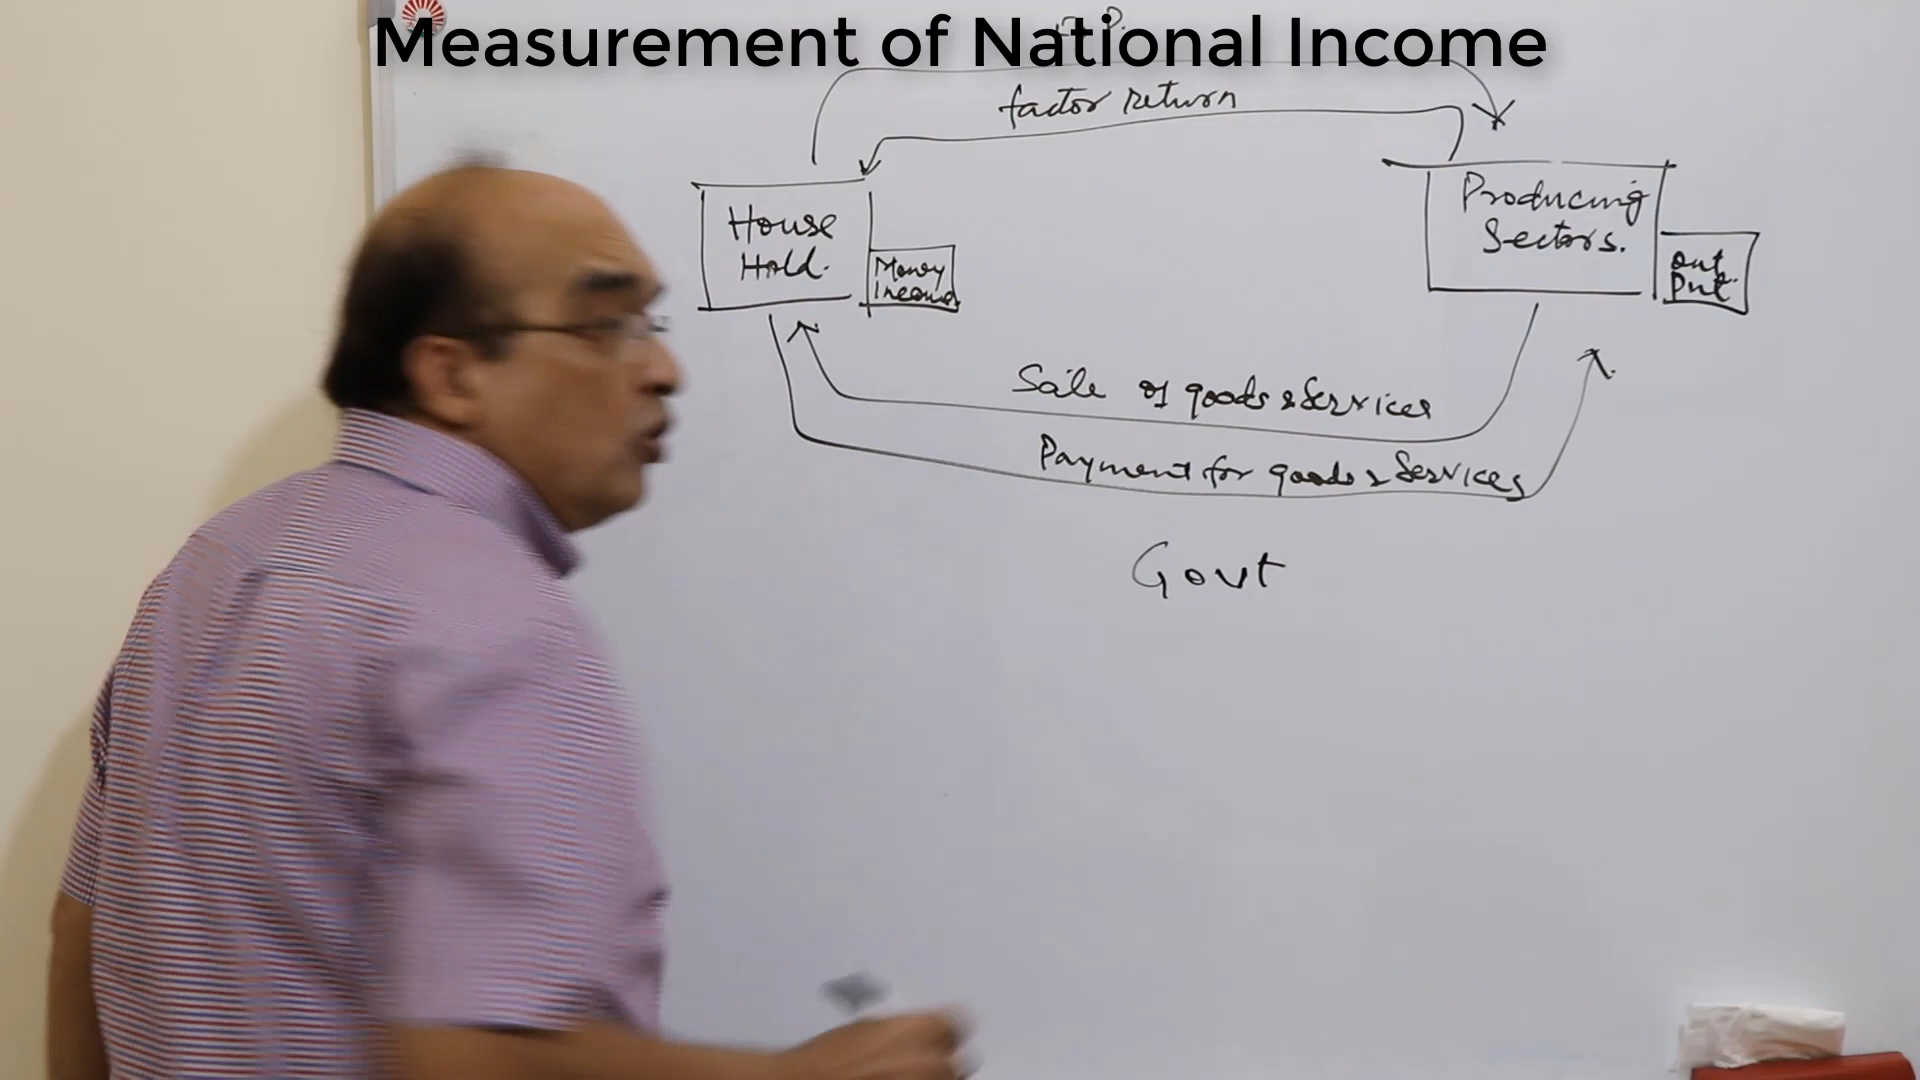 Measurement of National Income
factor return
House
Hold.
Money
Income
Producing
Sectors.
Out
Put
Sale of goods & Services
Payment for goods & Services
Govt